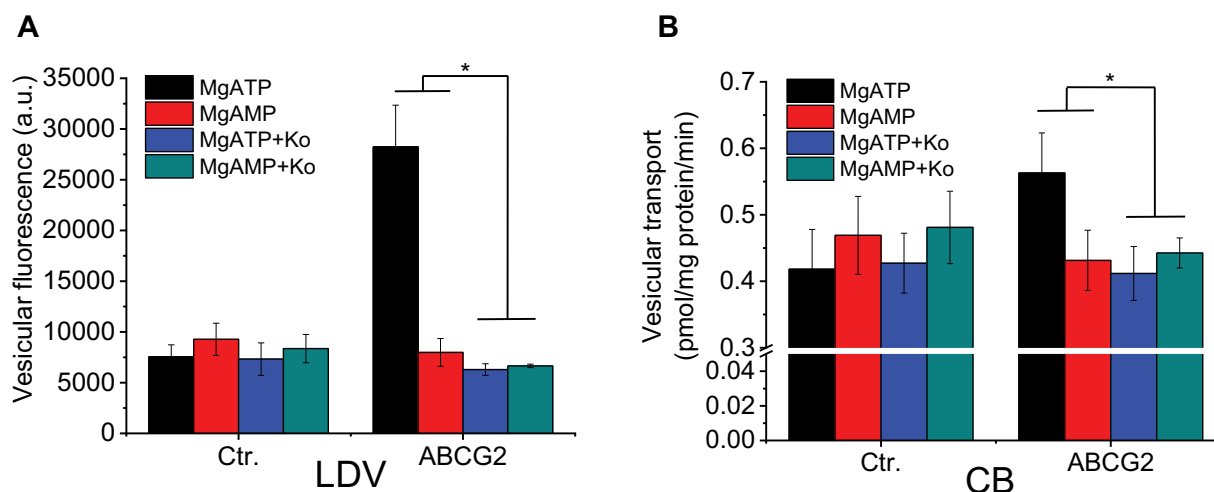 A
Vesicular fluorescence (a.u.)
35000
30000
25000
20000
15000
10000
5000
0
MgATP
MgAMP
MgATP+Ko
MgAMP+Ko
*
Ctr.
ABCG2
LDV
B
Vesicular transport
(pmol/mg protein/min)
0.7
0.6
0.5
0.4
0.3
0.04
0.02
0.00
MgATP
MgAMP
MgATP+Ko
MgAMP+Ko
*
Ctr.
ABCG2
CB